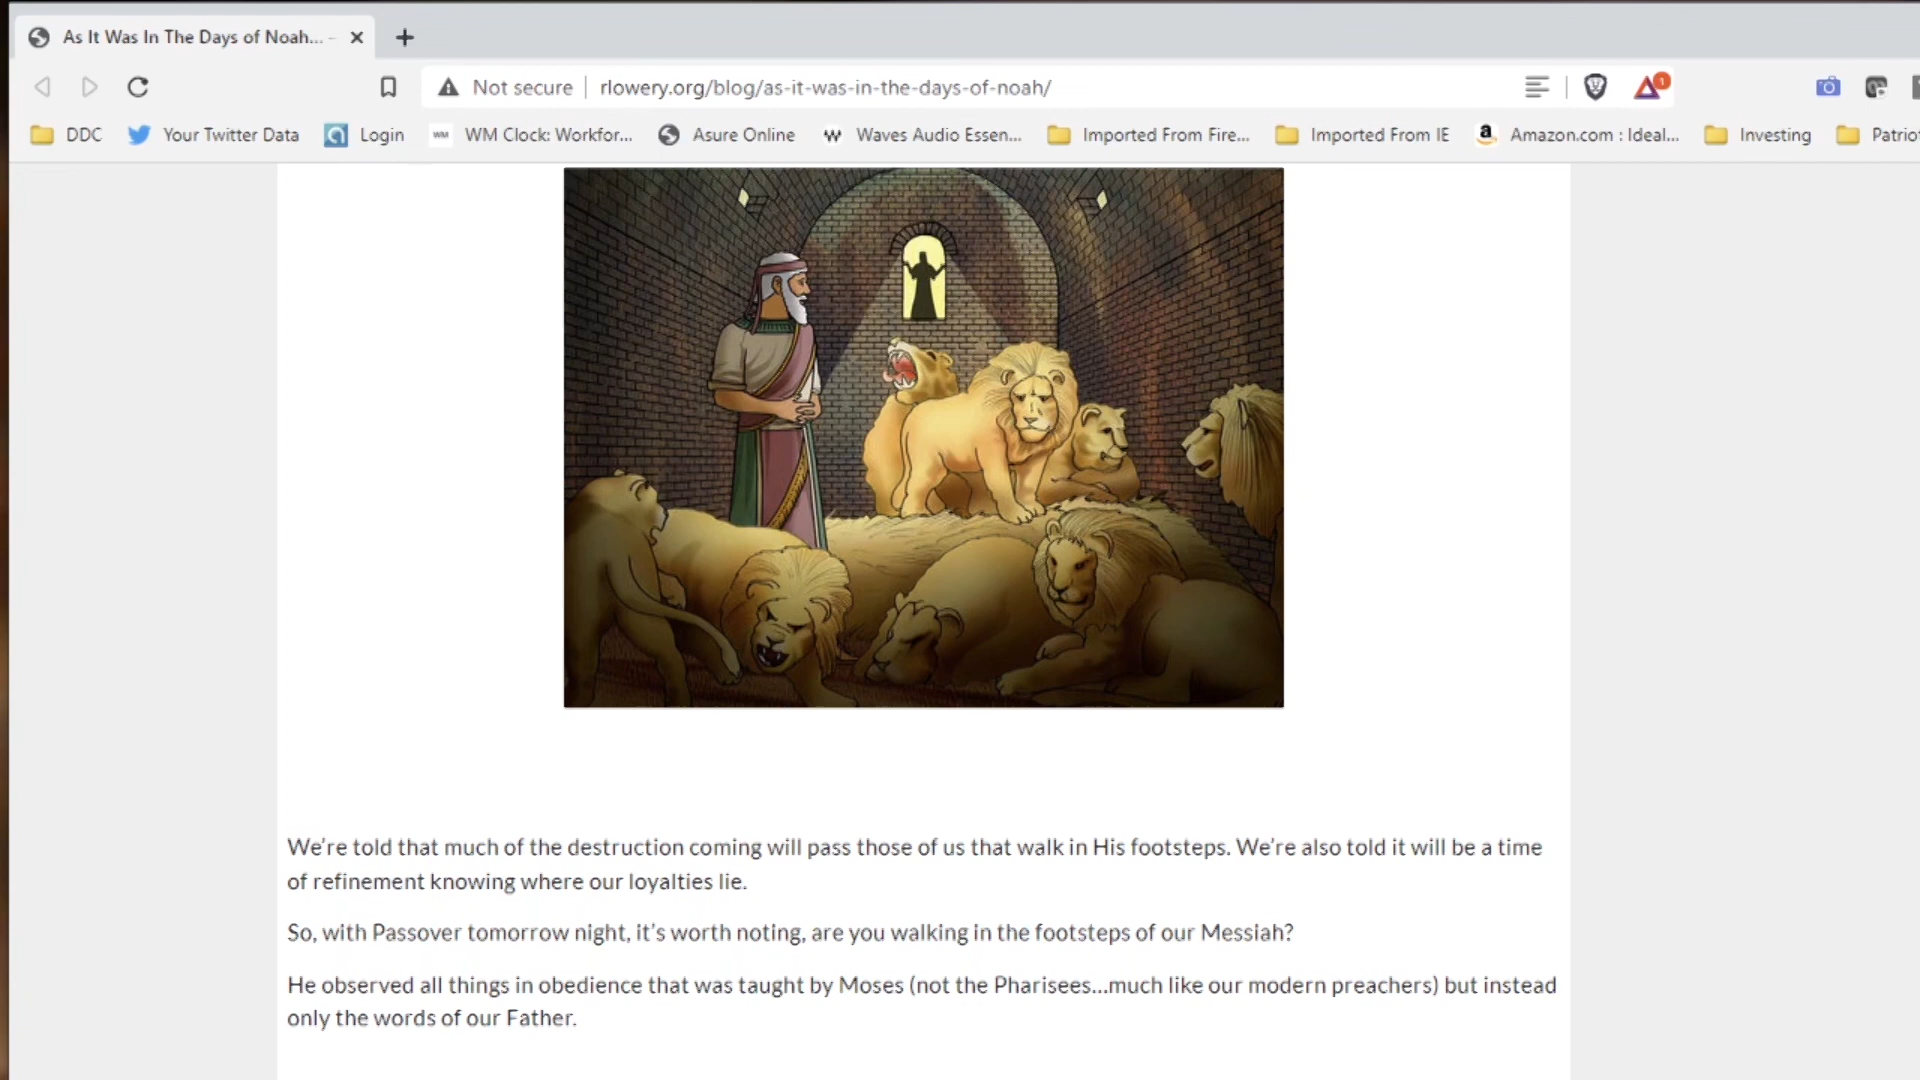 As It Was In The Days of Noah...
Not secure
rlowery.org/blog/as-it-was-in-the-days-of-noah/
1
DDC
Your Twitter Data
Login
WM
WM Clock: Workfor...
Asure Online
Waves Audio Essen...
Imported From Fire...
Imported From IE
Amazon.com : Ideal...
Investing
Patriot
We're told that much of the destruction coming will pass those of us that walk in His footsteps. We're also told it will be a time
of refinement knowing where our loyalties lie.
So, with Passover tomorrow night, it's worth noting, are you walking in the footsteps of our Messiah?
He observed all things in obedience that was taught by Moses (not the Pharisees...much like our modern preachers) but instead
only the words of our Father.